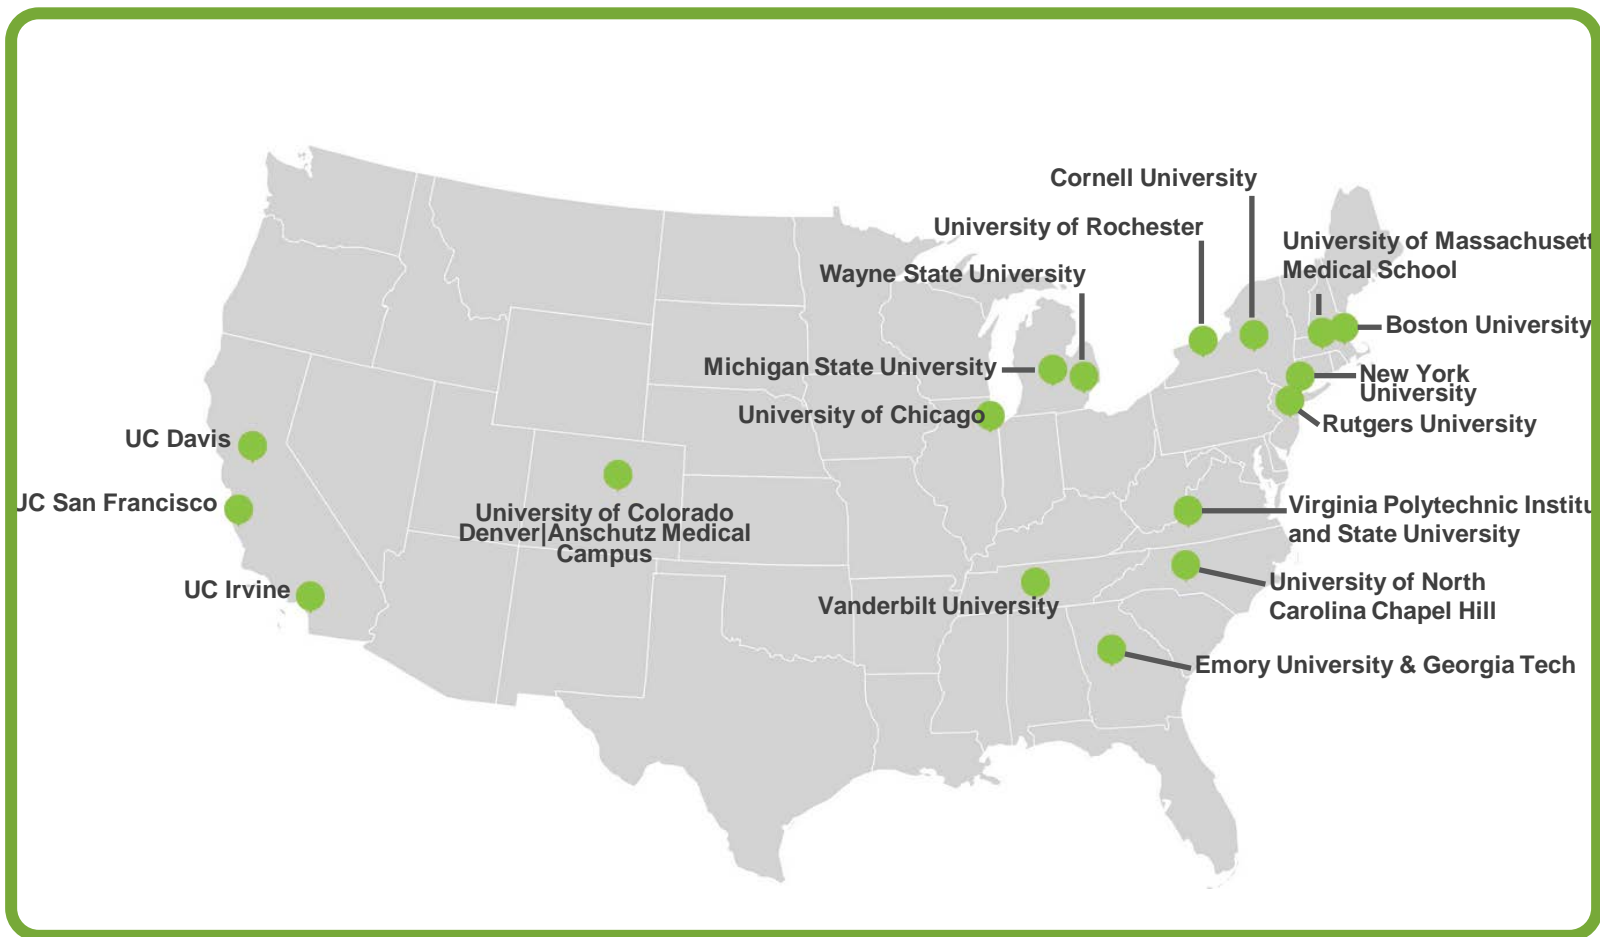 Cornell University
University of Rochester
University of Massachusett
Medical School
Wayne State University
Boston University
Michigan State University
New York
University
University of Chicago
Rutgers University
UC Davis
UC San Francisco
University of Colorado
Denver|Anschutz Medical
Campus
Virginia Polytechnic Institu
and State University
UC Irvine
University of North
Carolina Chapel Hill
Vanderbilt University
Emory University & Georgia Tech